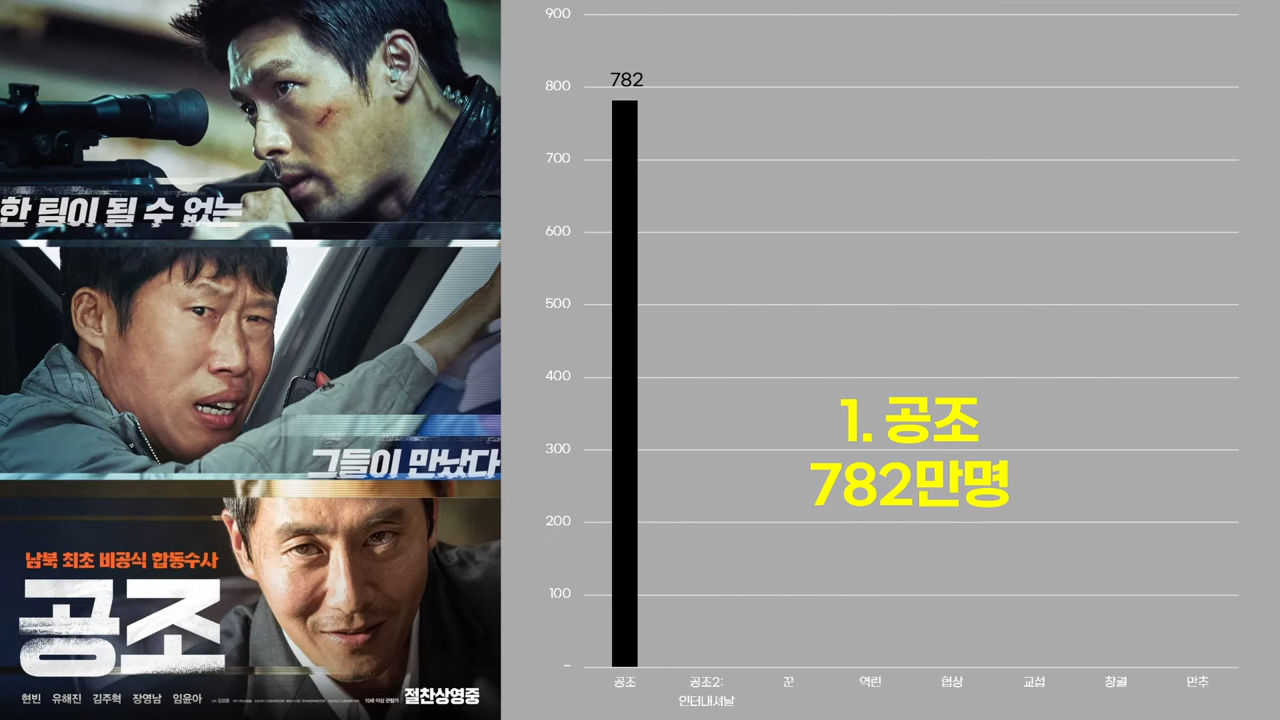 한 팀이 될 수 없는
그들이 만났다
남북 최초 비공식 합동수사
공조
현빈 유해진 김주혁 장영남 임윤아
15세 이상 관람가
절찬상영중
900
800
700
600
500
400
300
200
100
–
782
1. 공조
782만명
공조
공조2:
인터내셔날
꾼
역린
협상
교섭
창궐
만추